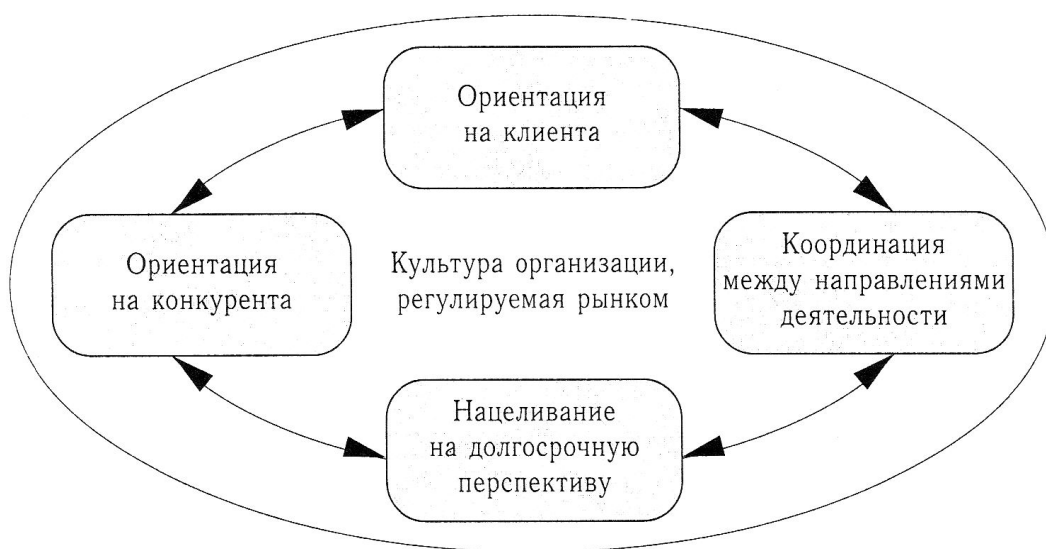 Ориентация
на клиента
Ориентация
на конкурента
Культура организации,
регулируемая рынком
Координация
между направлениями
деятельности
Нацеливание
на долгосрочную
перспективу